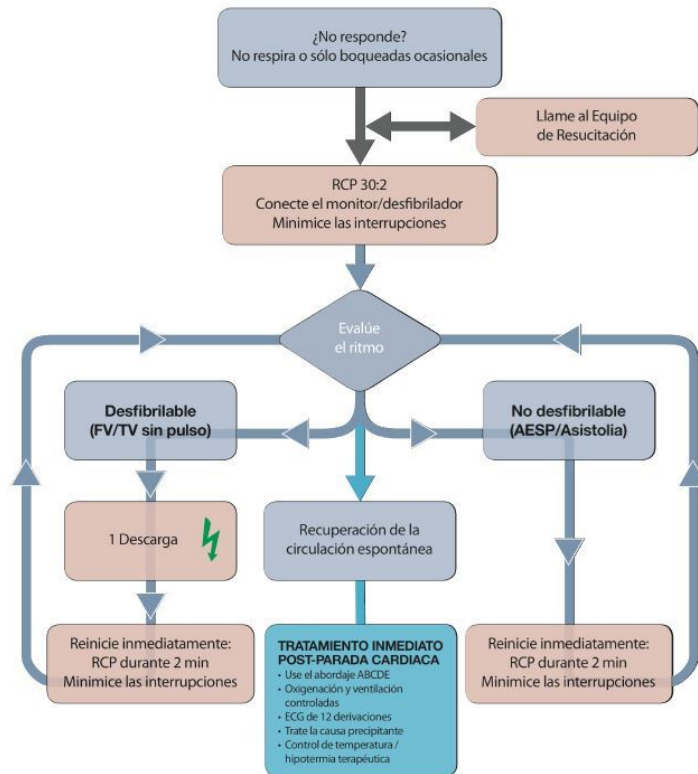 ¿No responde?
No respira o sólo boqueadas ocasionales
Llame al Equipo
de Resucitación
RCP 30:2
Conecte el monitor/desfibrilador
Minimice las interrupciones
Evalúe
el ritmo
Desfibrilable
(FV/TV sin pulso)
No desfibrilable
(AESP/Asistolia)
1 Descarga
Recuperación de la
circulación espontánea
Reinicie inmediatamente:
RCP durante 2 min
Minimice las interrupciones
TRATAMIENTO INMEDIATO
POST-PARADA CARDIACA
• Use el abordaje ABCDE
• Oxigenación y ventilación
controladas
• ECG de 12 derivaciones
• Trate la causa precipitante
• Control de temperatura /
hipotermia terapéutica
Reinicie inmediatamente:
RCP durante 2 min
Minimice las interrupciones